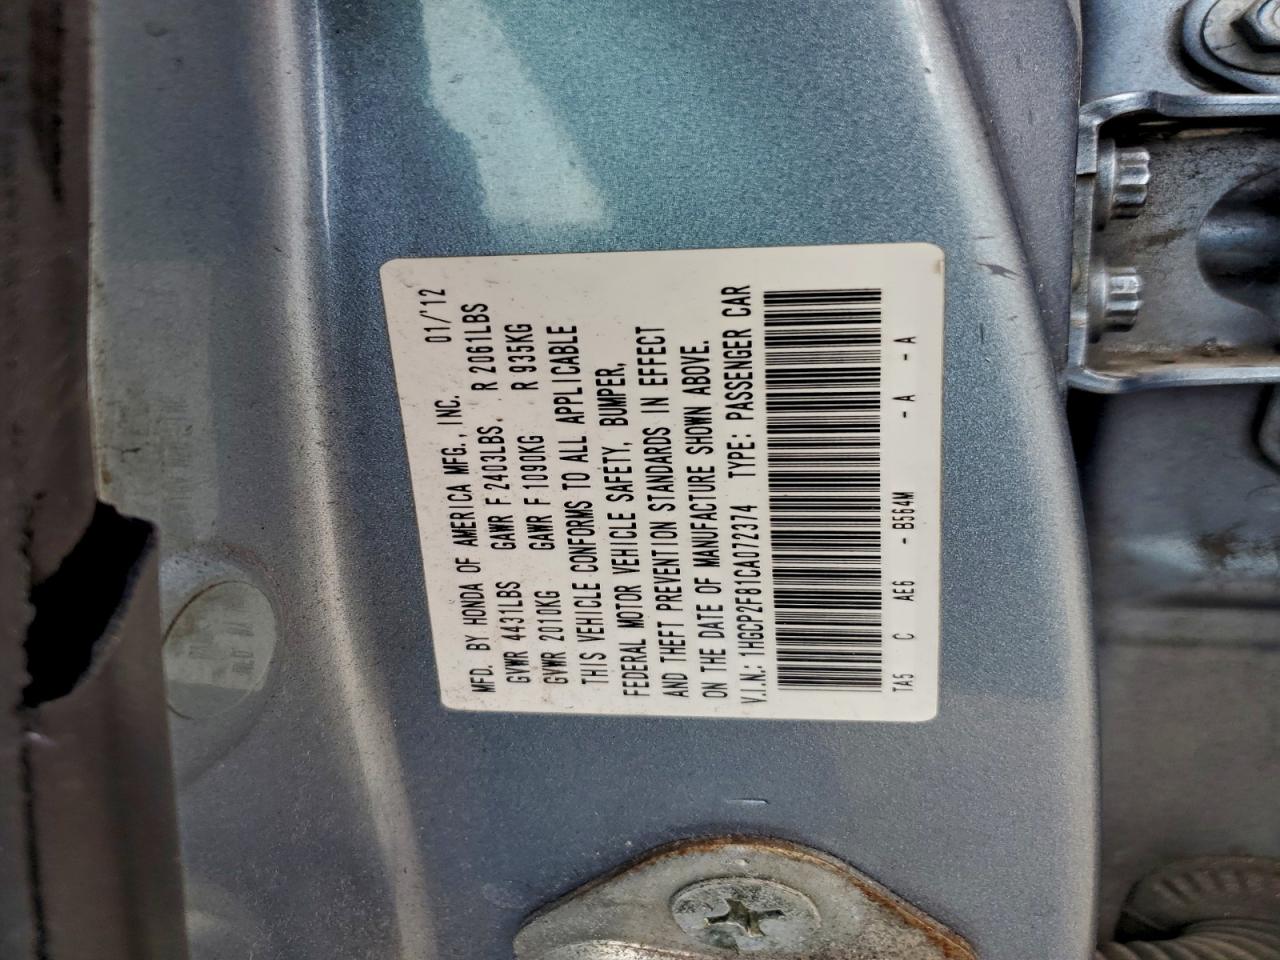 MFD. BY HONDA OF AMERICA MFG., INC. 01/'12
GVWR 4431LBS GAWR F 2403LBS. R 2061LBS
GVWR 2010KG GAWR F 1090KG R 935KG
THIS VEHICLE CONFORMS TO ALL APPLICABLE
FEDERAL MOTOR VEHICLE SAFETY, BUMPER,
AND THEFT PREVENTION STANDARDS IN EFFECT
ON THE DATE OF MANUFACTURE SHOWN ABOVE.
V.I.N.: 1HGCP2F81CA072374 TYPE: PASSENGER CAR
TA5 C AE6 - B564M - A - A